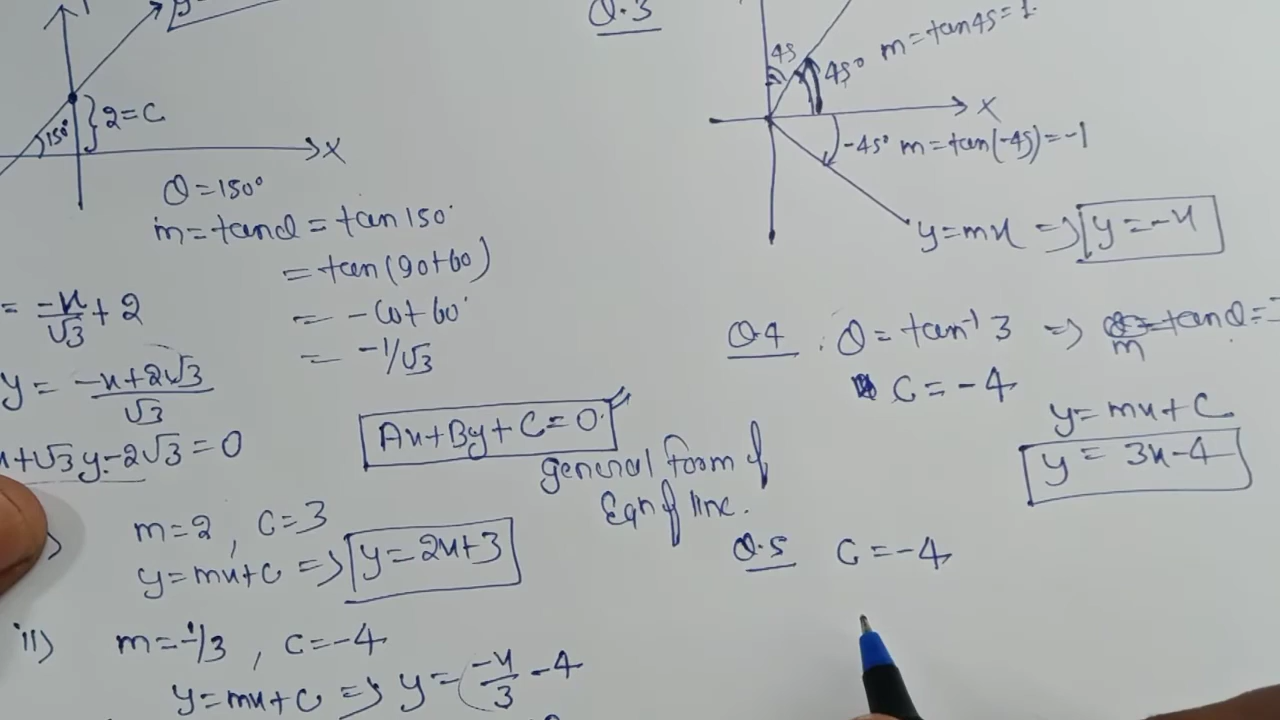 150°
}2=C
X
θ=150°
m=tanθ=tan150°
=tan(90+60)
= -Cot60°
= -1/√3
= -x/√3 + 2
y = -x+2√3/√3
x+√3y-2√3=0
Ax+By+C=0
general form of
Eqn of line.
m=2, C=3
y=mx+c => y=2x+3
ii) m=-1/3, C=-4
y=mx+c => y= -x/3 -4
Q.3
45
45° m=tan45=1
X
-45° m=tan(-45)=-1
y=mx => y=-x
Q.4 θ=tan⁻¹3 => m tanθ=
C=-4
y=mx+C
y = 3x-4
Q.5 C=-4